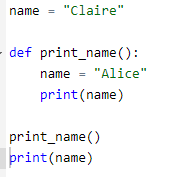 name = "Claire"
def print_name():
    name = "Alice"
    print(name)
print_name()
print(name)